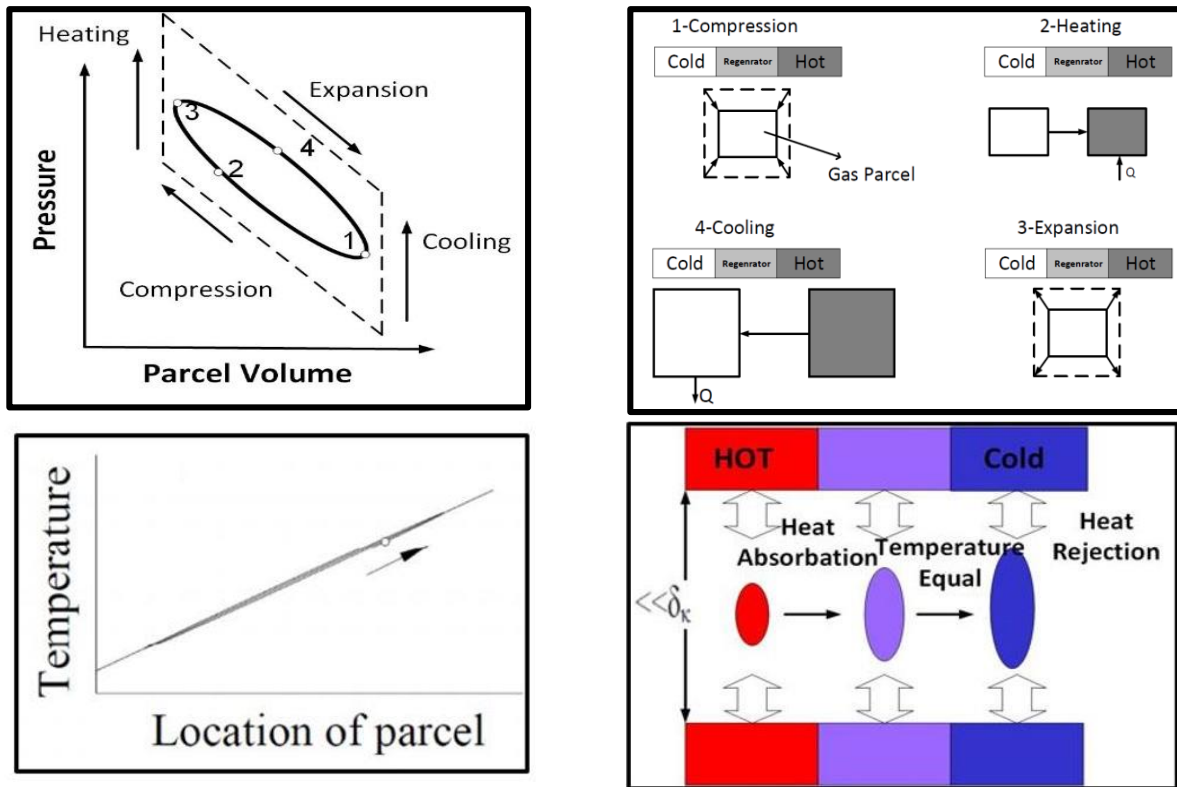 Heating
Expansion
3
4
2
1
Pressure
Cooling
Compression
Parcel Volume
1-Compression
Cold Regenrator Hot
Gas Parcel
2-Heating
Cold Regenrator Hot
Q
4-Cooling
Cold Regenrator Hot
Q
3-Expansion
Cold Regenrator Hot
Temperature
Location of parcel
HOT
Cold
Heat
Absorbation
Temperature
Equal
Heat
Rejection
<<δκ